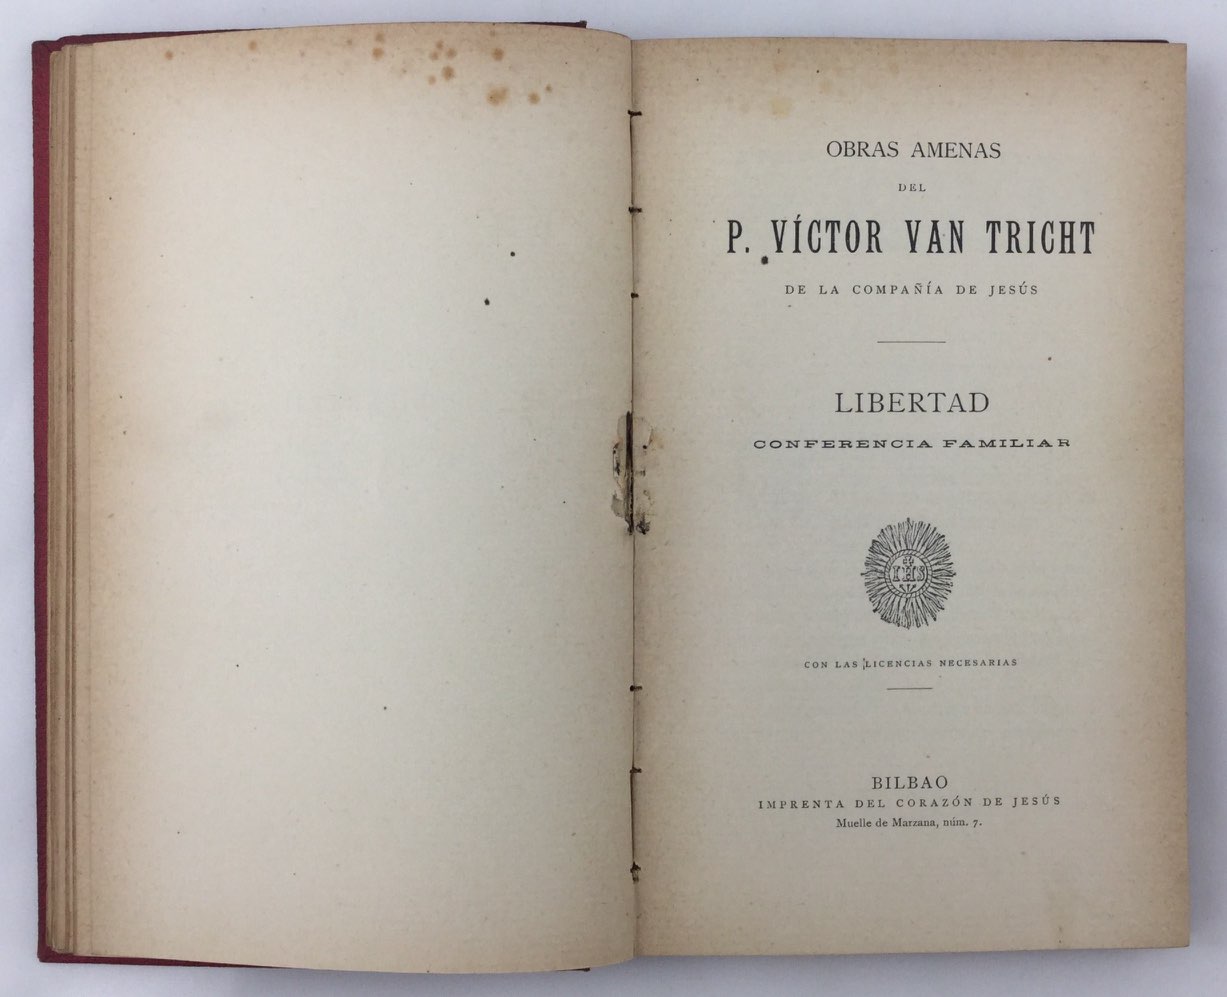 OBRAS AMENAS
DEL
P. VÍCTOR VAN TRICHT
DE LA COMPAÑÍA DE JESÚS
LIBERTAD
CONFERENCIA FAMILIAR
IHS
CON LAS LICENCIAS NECESARIAS
BILBAO
IMPRENTA DEL CORAZÓN DE JESÚS
Muelle de Marzana, núm. 7.